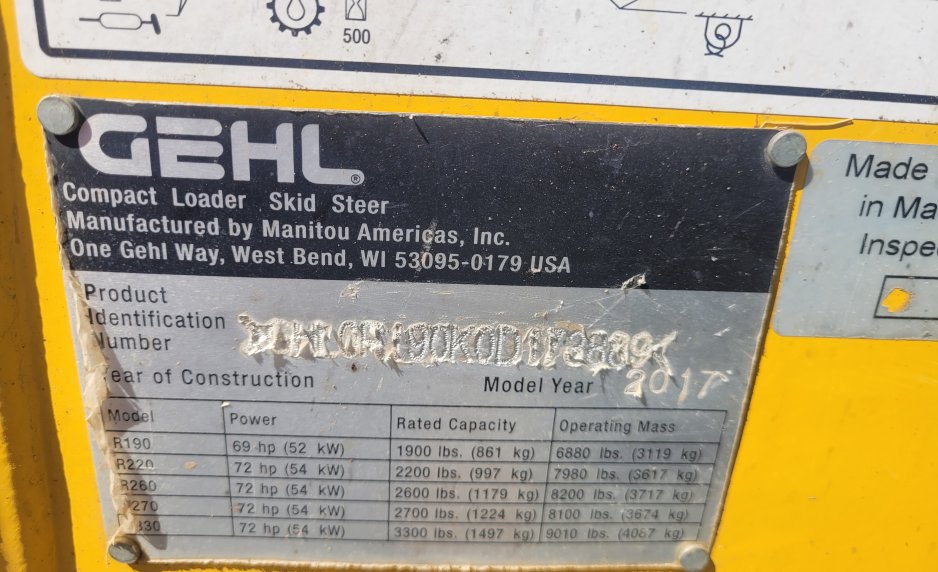 500
GEHL®
Compact Loader Skid Steer
Manufactured by Manitou Americas, Inc.
One Gehl Way, West Bend, WI 53095-0179 USA
Made
in Ma
Inspe
Product
Identification
Number
Year of Construction Model Year 2017
Model Power Rated Capacity Operating Mass
R190 69 hp (52 kW) 1900 lbs. (861 kg) 6880 lbs. (3119 kg)
R220 72 hp (54 kW) 2200 lbs. (997 kg) 7980 lbs. (3617 kg)
R260 72 hp (54 kW) 2600 lbs. (1179 kg) 8200 lbs. (3717 kg)
270 72 hp (54 kW) 2700 lbs. (1224 kg) 8100 lbs. (3674 kg)
330 72 hp (54 kW) 3300 lbs. (1497 kg) 9010 lbs. (4087 kg)